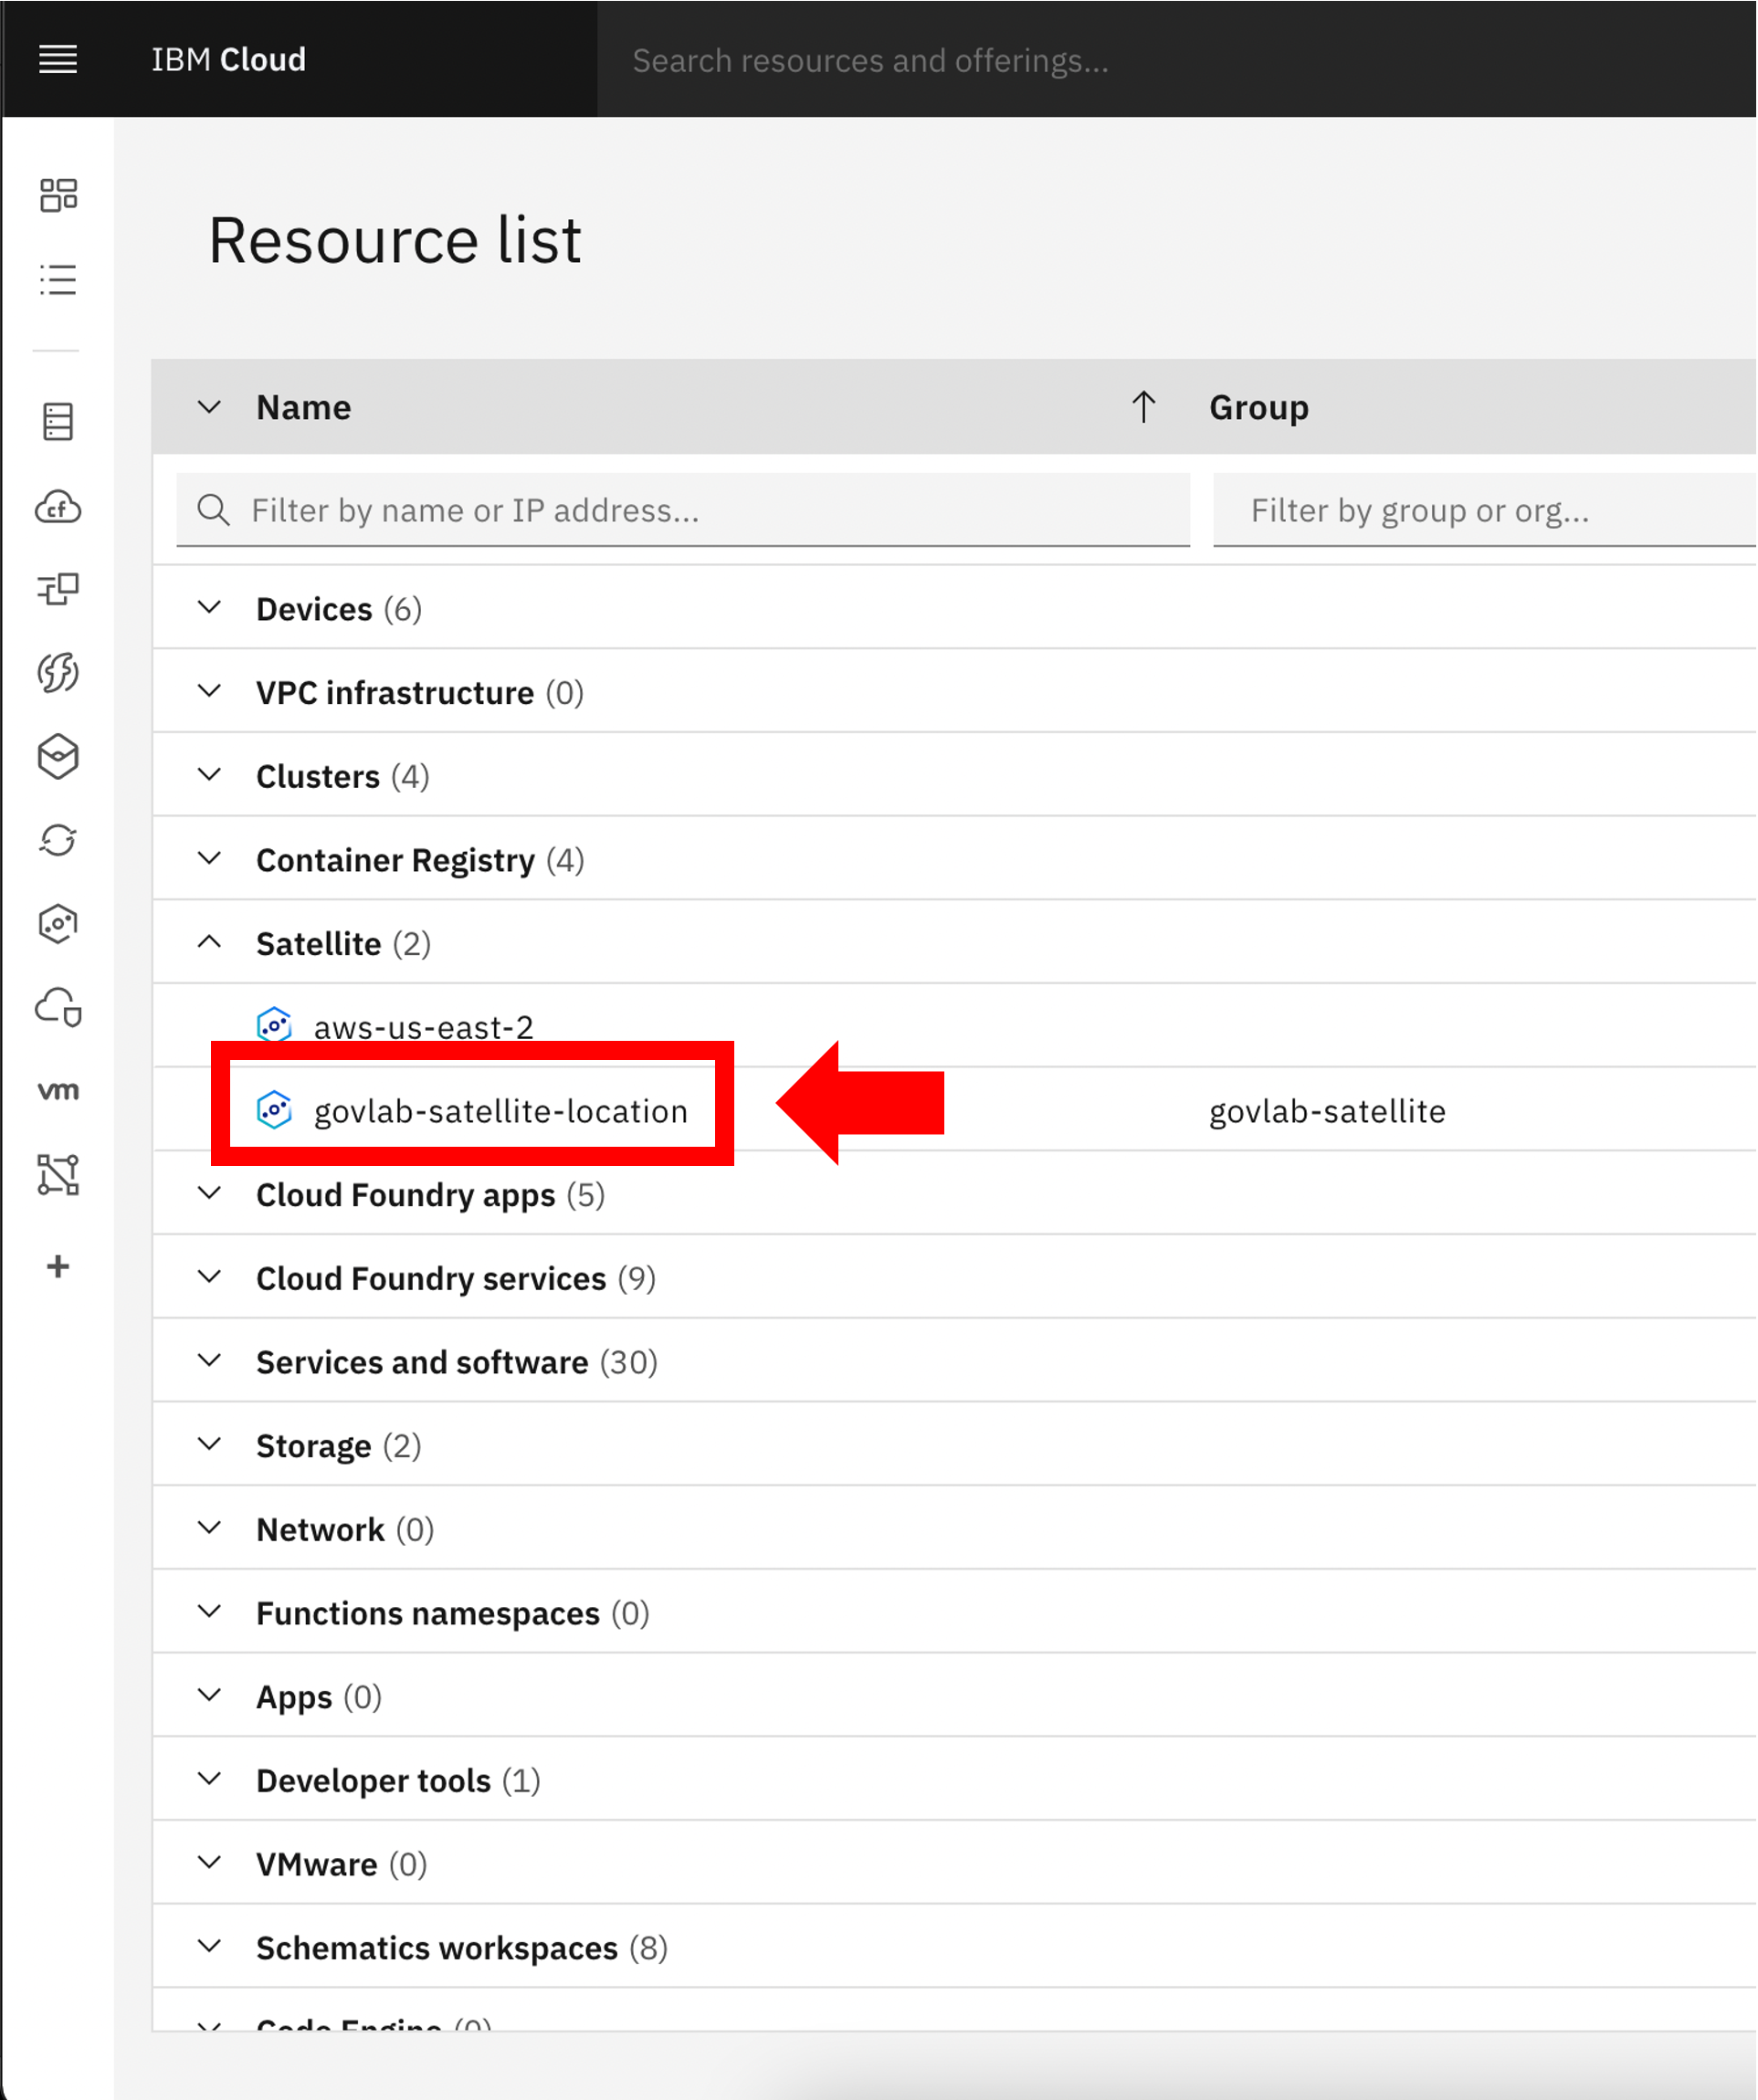 IBM Cloud
Search resources and offerings...
Resource list
Name Group
Filter by name or IP address... Filter by group or org...
Devices (6)
VPC infrastructure (0)
Clusters (4)
Container Registry (4)
Satellite (2)
aws-us-east-2
govlab-satellite-location govlab-satellite
Cloud Foundry apps (5)
Cloud Foundry services (9)
Services and software (30)
Storage (2)
Network (0)
Functions namespaces (0)
Apps (0)
Developer tools (1)
VMware (0)
Schematics workspaces (8)
Code Engine
cf
vm